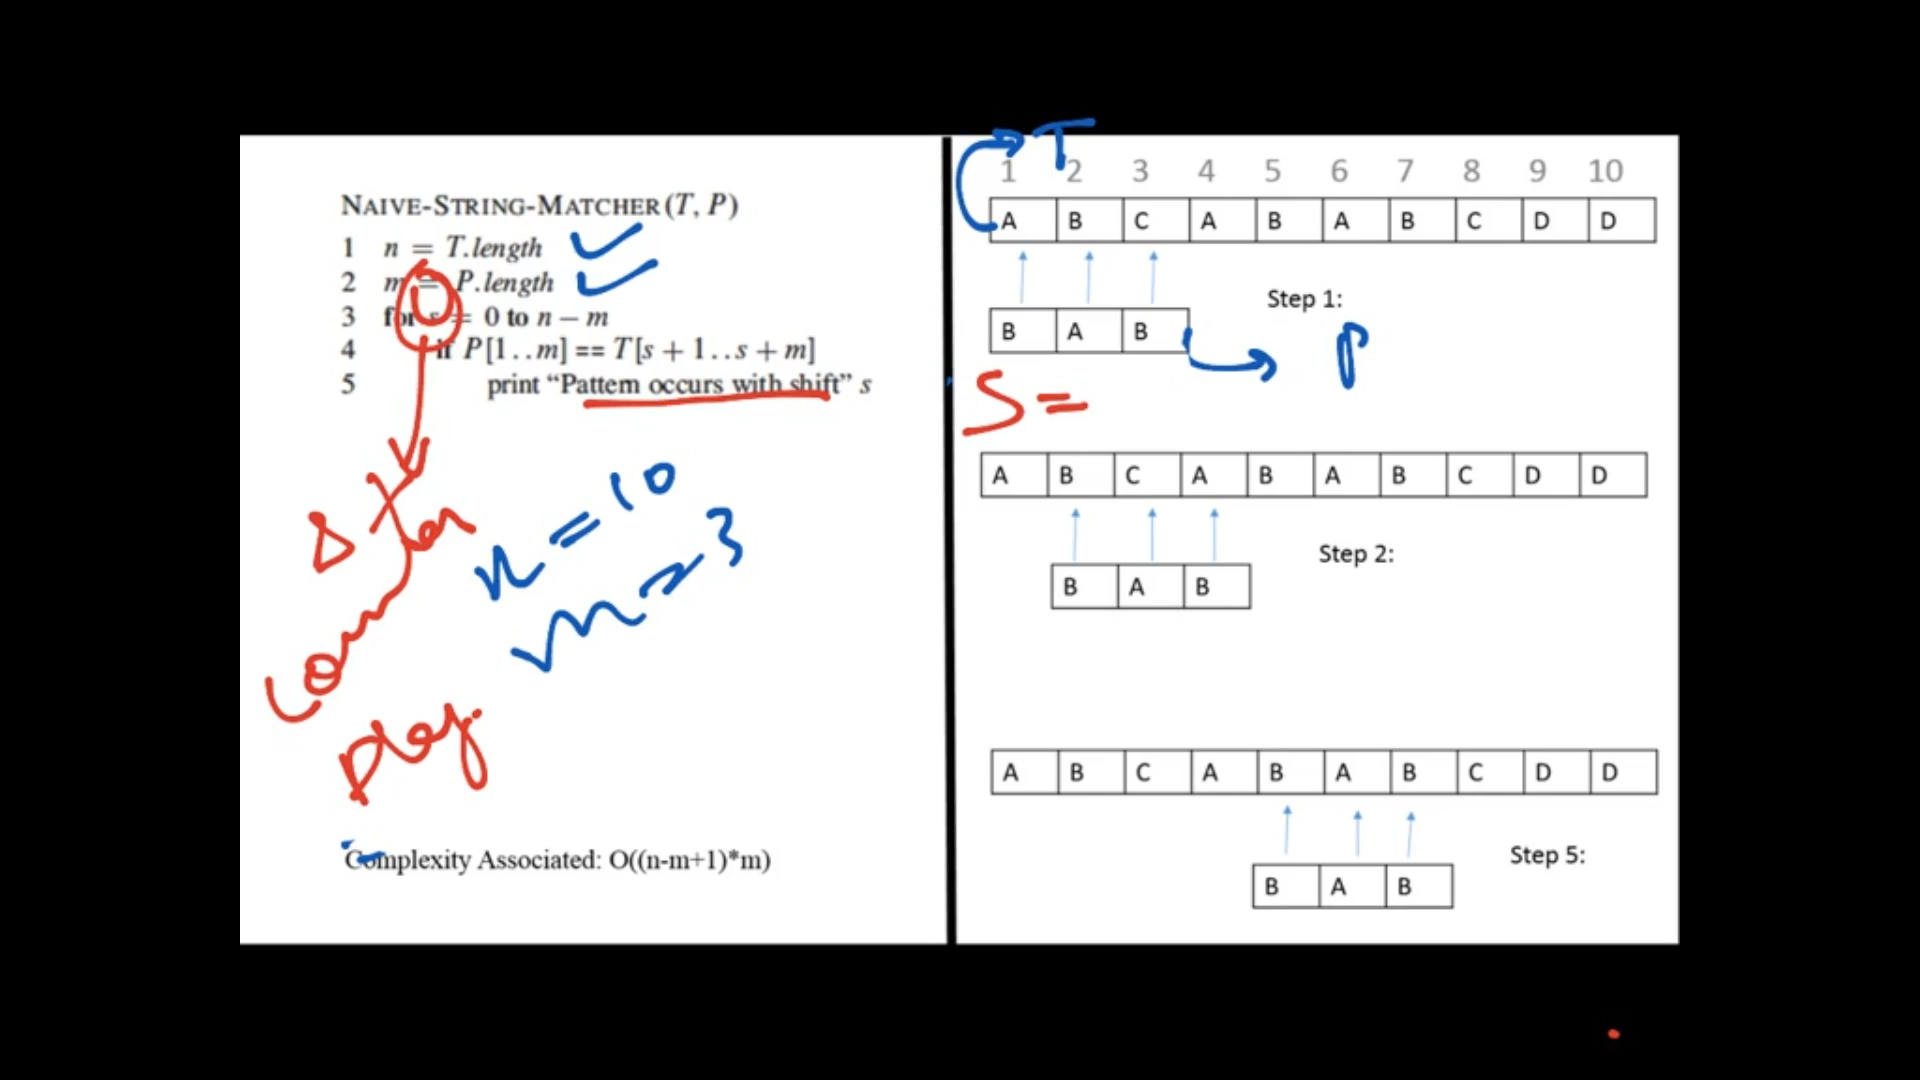 NAIVE-STRING-MATCHER (T, P)
1 n = T.length
2 m = P.length
3 for s = 0 to n − m
4 if P[1..m] == T[s + 1..s + m]
5 print “Pattern occurs with shift” s
0
n = 10
m = 3
Complexity Associated: O((n-m+1)*m)
T
1 2 3 4 5 6 7 8 9 10
A B C A B A B C D D
Step 1:
B A B
P
S =
A B C A B A B C D D
Step 2:
B A B
A B C A B A B C D D
Step 5:
B A B